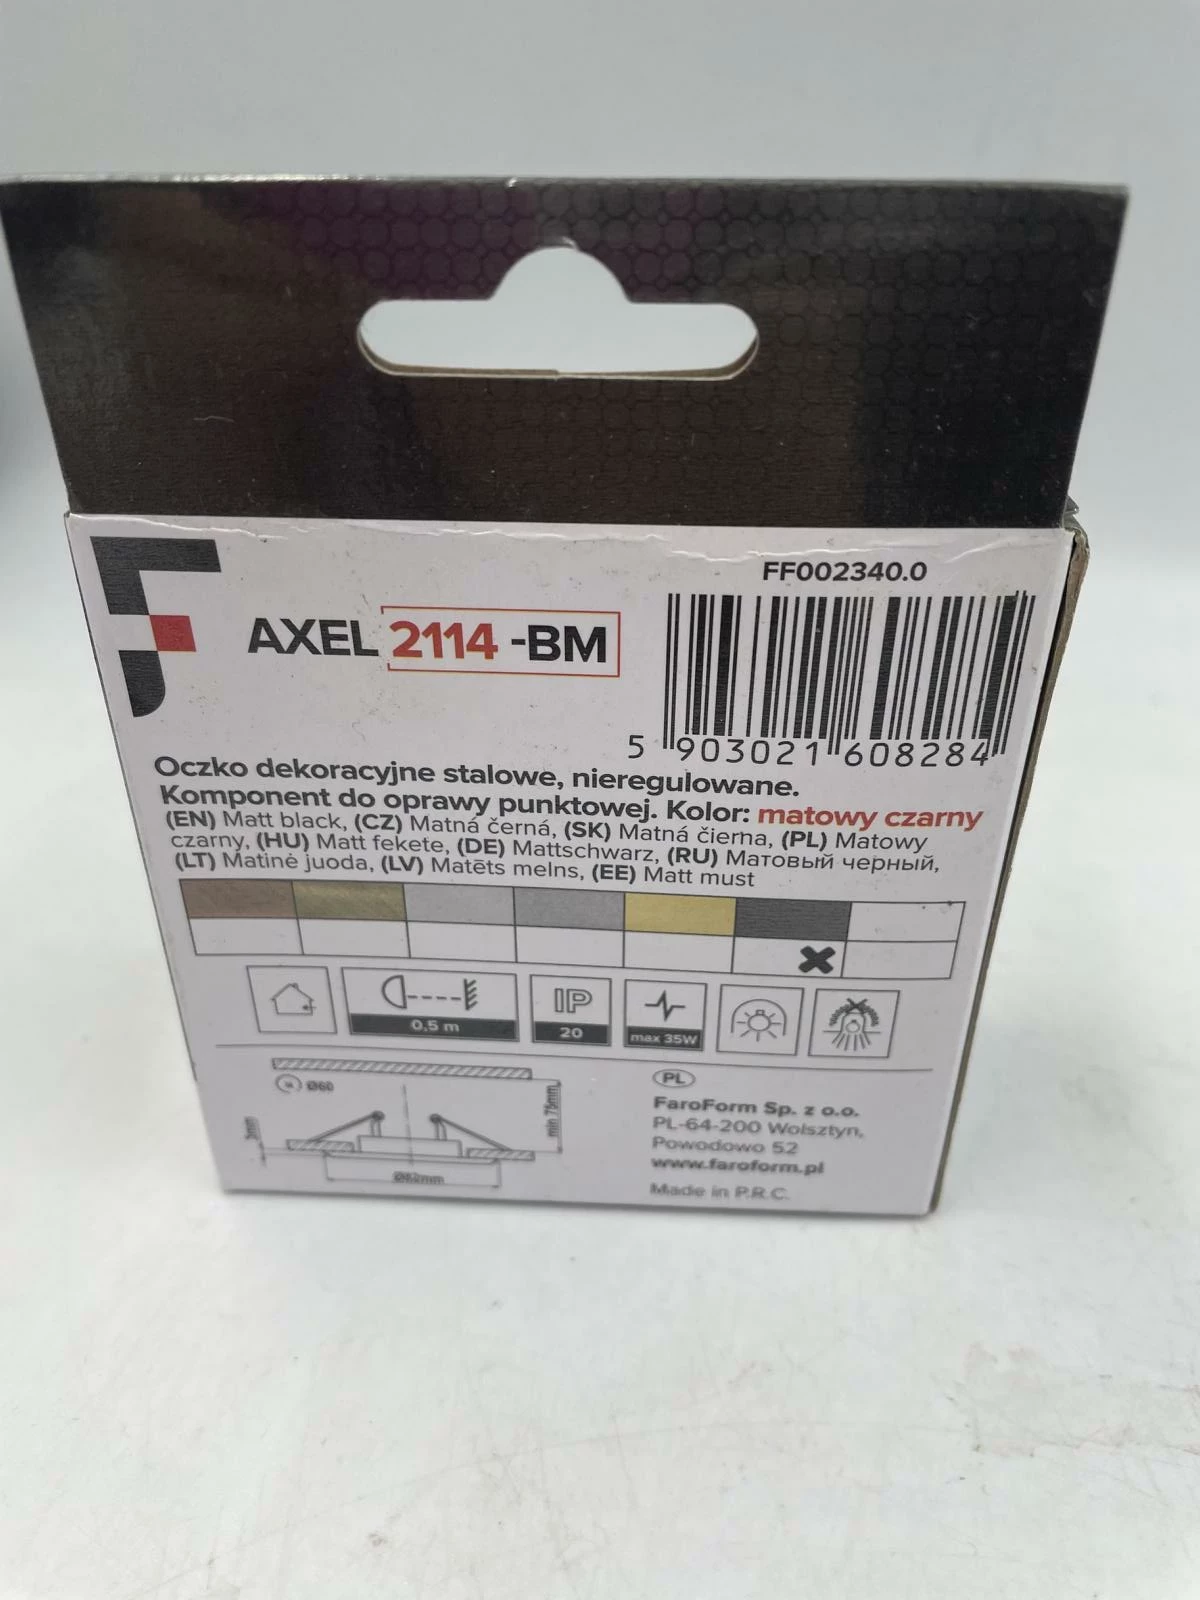 FF002340.0
AXEL 2114 -BM
5 903021 608284
Oczko dekoracyjne stalowe, nieregulowane.
Komponent do oprawy punktowej. Kolor: matowy czarny
(EN) Matt black, (CZ) Matná černá, (SK) Matná čierna, (PL) Matowy
czarny, (HU) Matt fekete, (DE) Mattschwarz, (RU) Матовый черный,
(LT) Matinė juoda, (LV) Matēts melns, (EE) Matt must
0,5 m
IP
20
max 35W
Ø60
min 75mm
PL
FaroForm Sp. z o.o.
PL-64-200 Wolsztyn,
Powodowo 52
www.faroform.pl
Made in P.R.C.